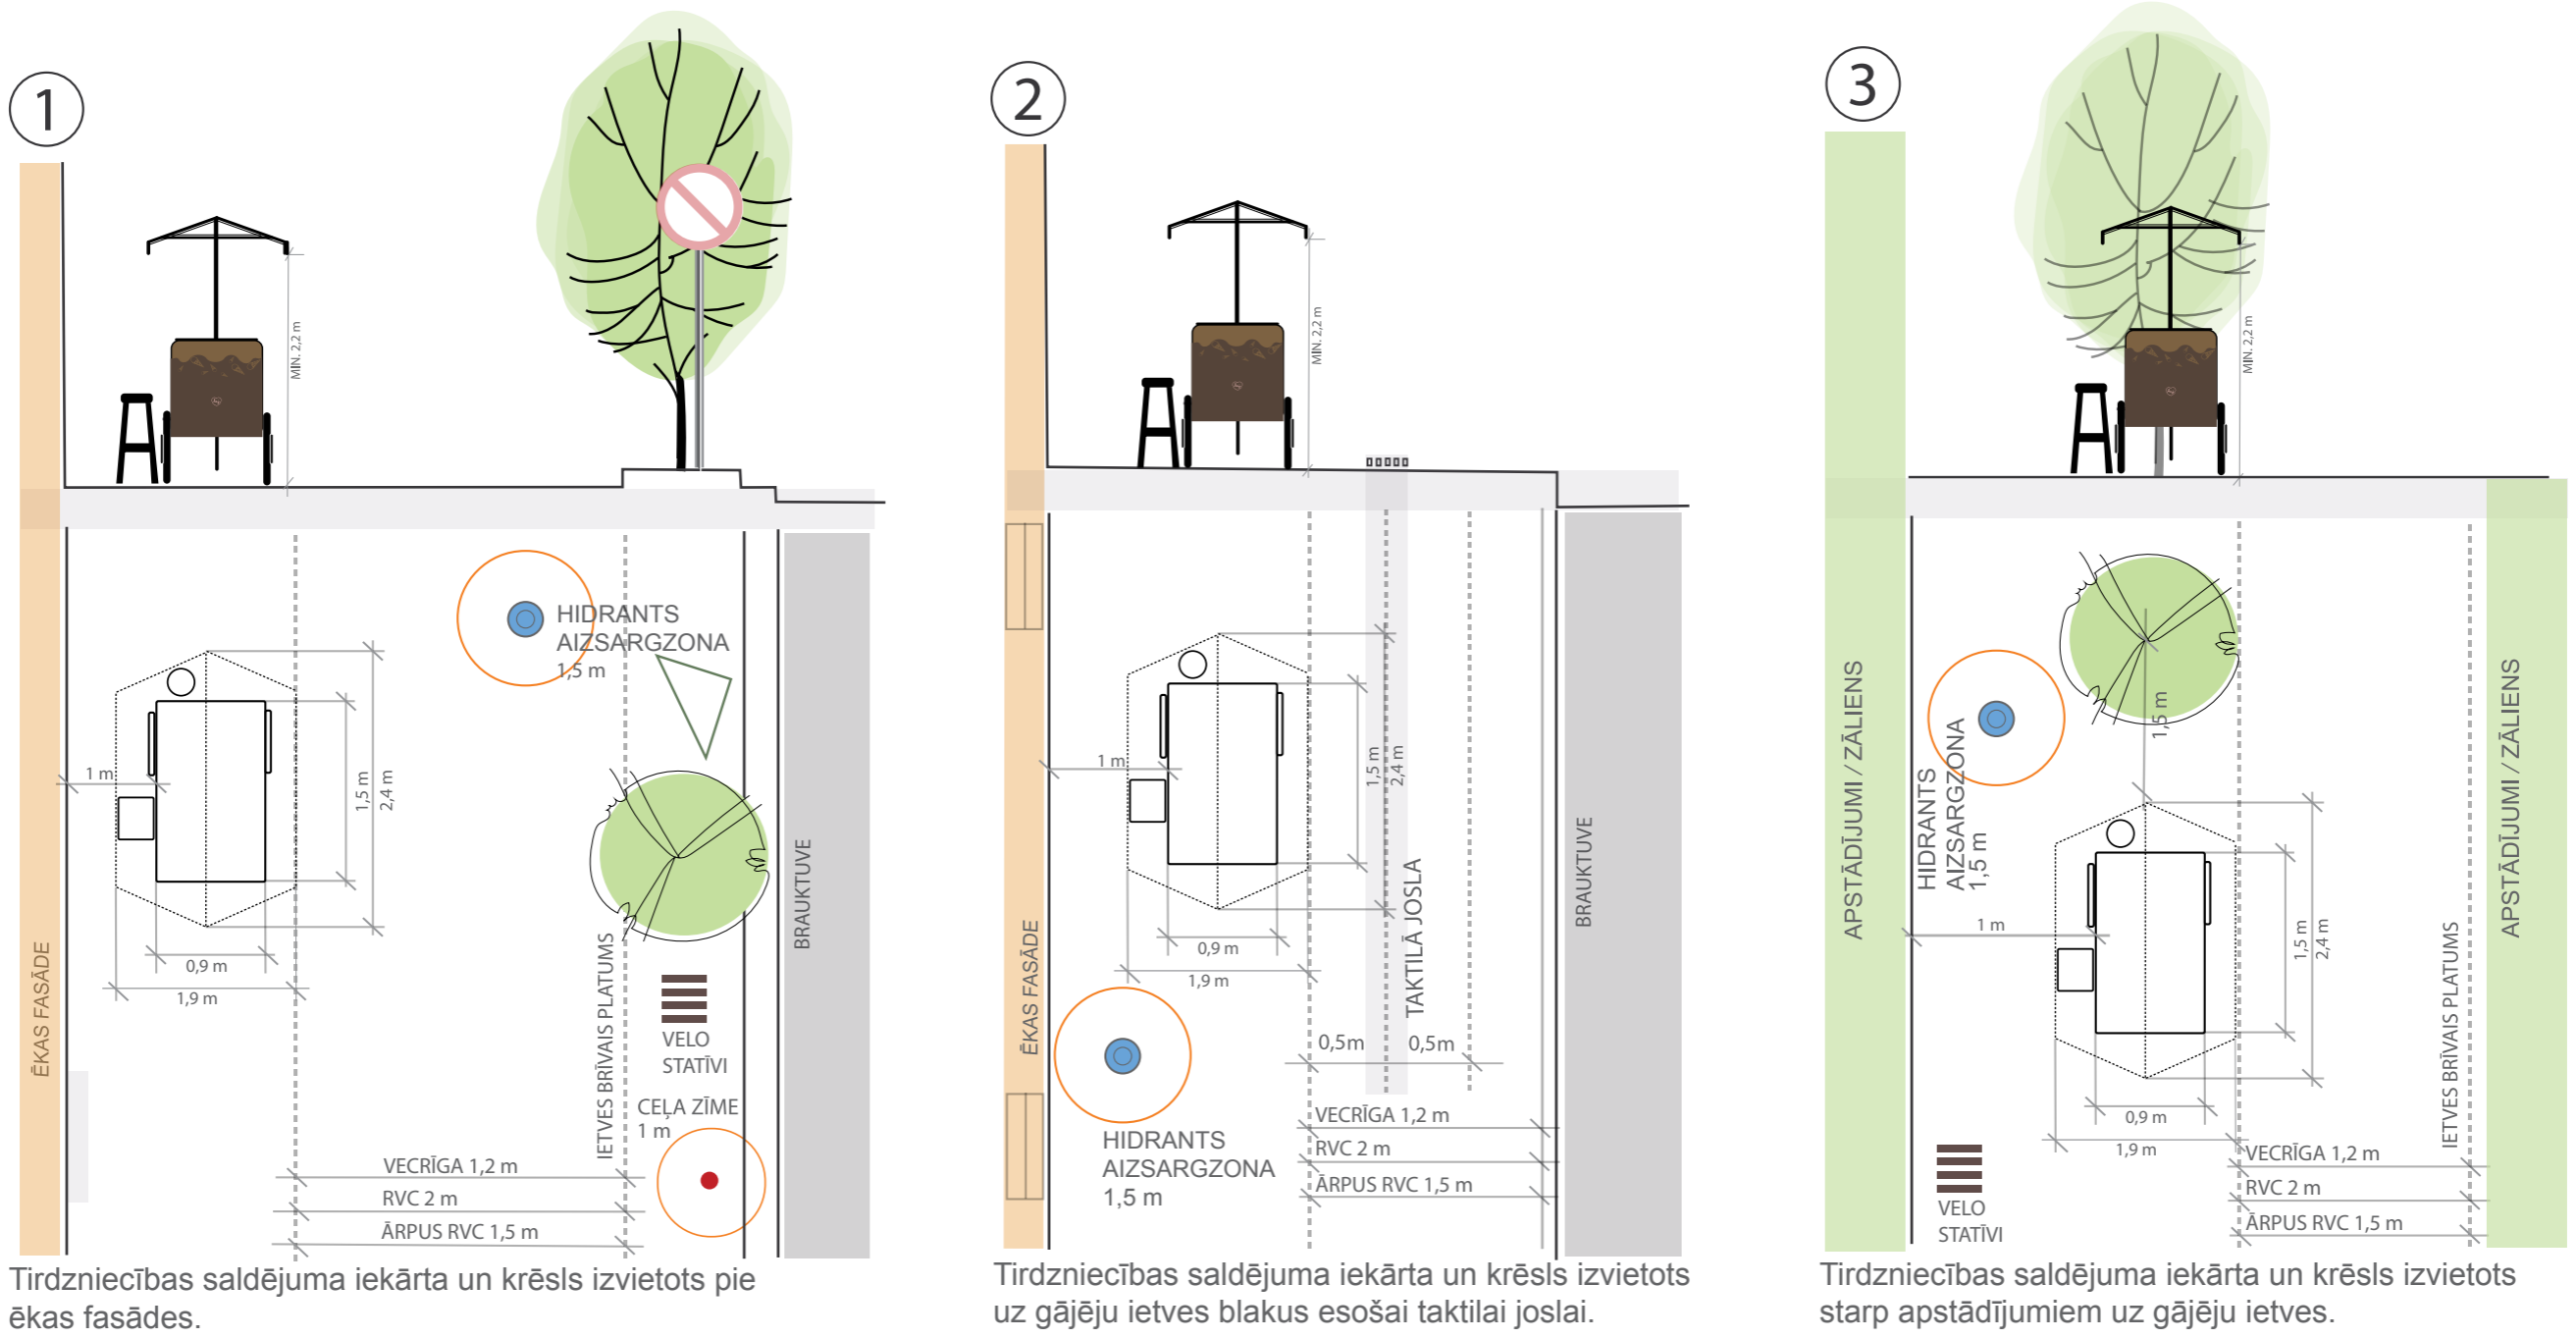 1
MIN. 2,2 m
HIDRANTS
AIZSARGZONA
1,5 m
1 m
1,5 m
2,4 m
0,9 m
1,9 m
ĒKAS FASĀDE
IETVES BRĪVAIS PLATUMS
BRAUKTUVE
VELO
STATĪVI
CEĻA ZĪME
1 m
VECRĪGA 1,2 m
RVC 2 m
ĀRPUS RVC 1,5 m
Tirdzniecības saldējuma iekārta un krēsls izvietots pie
ēkas fasādes.
2
MIN. 2,2 m
1 m
1,5 m
2,4 m
0,9 m
1,9 m
ĒKAS FASĀDE
TAKTILĀ JOSLA
BRAUKTUVE
0,5m
0,5m
HIDRANTS
AIZSARGZONA
1,5 m
VECRĪGA 1,2 m
RVC 2 m
ĀRPUS RVC 1,5 m
Tirdzniecības saldējuma iekārta un krēsls izvietots
uz gājēju ietves blakus esošai taktilai joslai.
3
MIN. 2,2 m
APSTĀDĪJUMI / ZĀLIENS
HIDRANTS
AIZSARGZONA
1,5 m
1,5 m
1 m
1,5 m
2,4 m
0,9 m
1,9 m
IETVES BRĪVAIS PLATUMS
APSTĀDĪJUMI / ZĀLIENS
VELO
STATĪVI
VECRĪGA 1,2 m
RVC 2 m
ĀRPUS RVC 1,5 m
Tirdzniecības saldējuma iekārta un krēsls izvietots
starp apstādījumiem uz gājēju ietves.